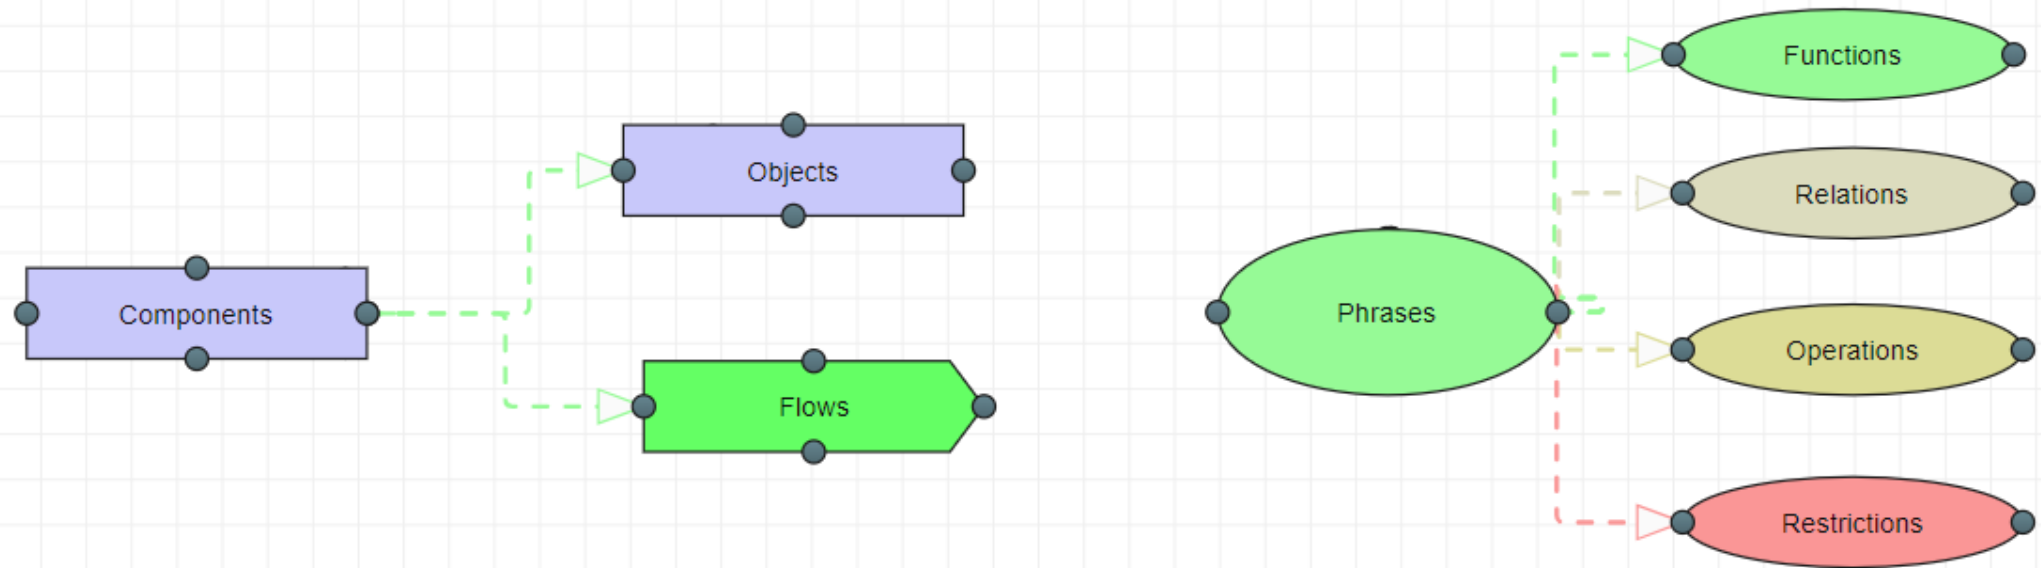 Components
Objects
Flows
Phrases
Functions
Relations
Operations
Restrictions